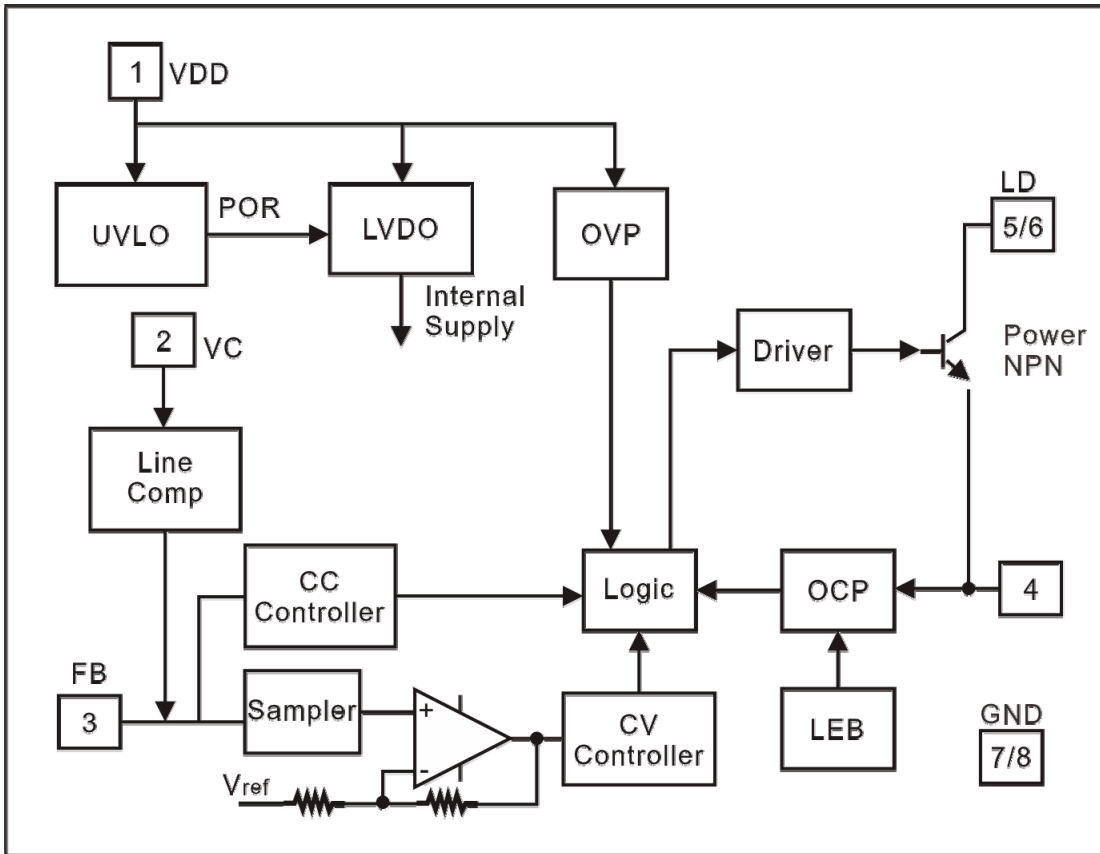 1 VDD
UVLO
POR
LVDO
OVP
LD
5/6
Internal
Supply
2 VC
Driver
Power
NPN
Line
Comp
CC
Controller
Logic
OCP
4
FB
3
Sampler
+
-
CV
Controller
LEB
GND
7/8
Vref